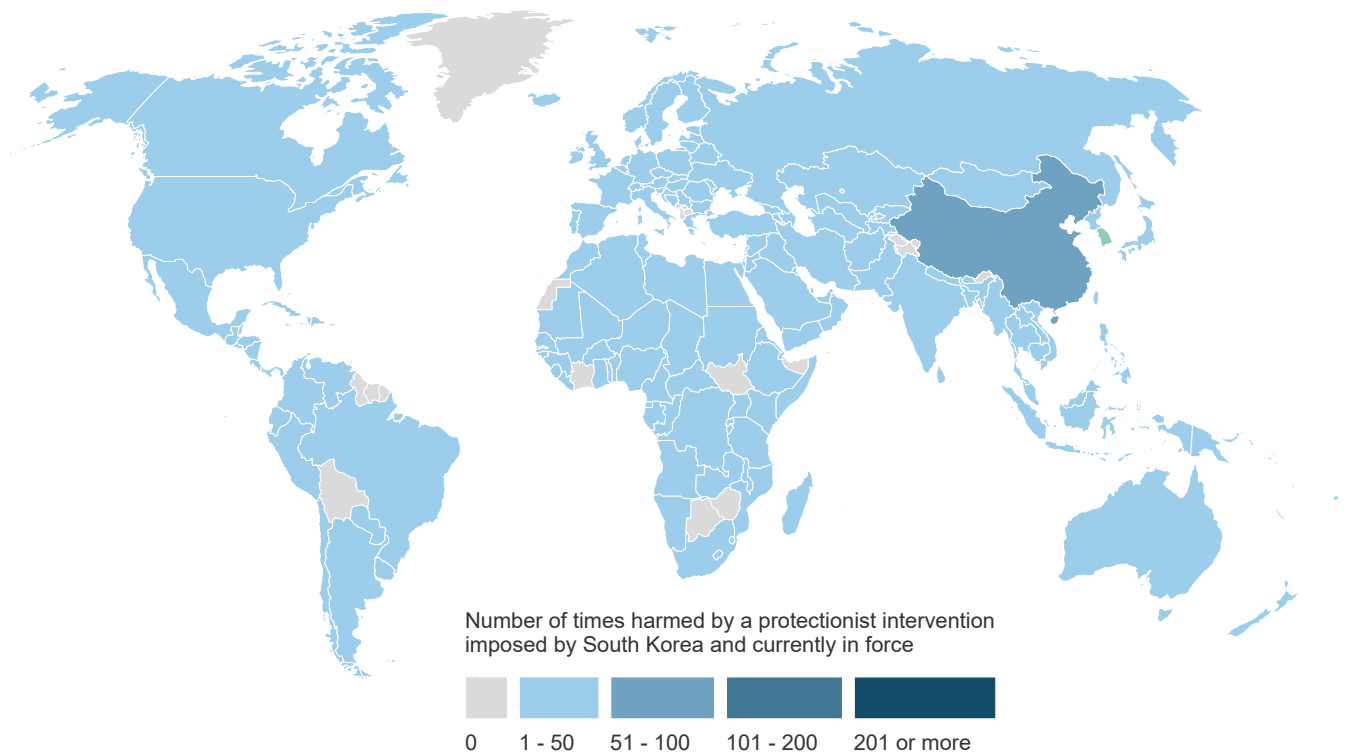 Number of times harmed by a protectionist intervention
imposed by South Korea and currently in force
0 1 - 50 51 - 100 101 - 200 201 or more